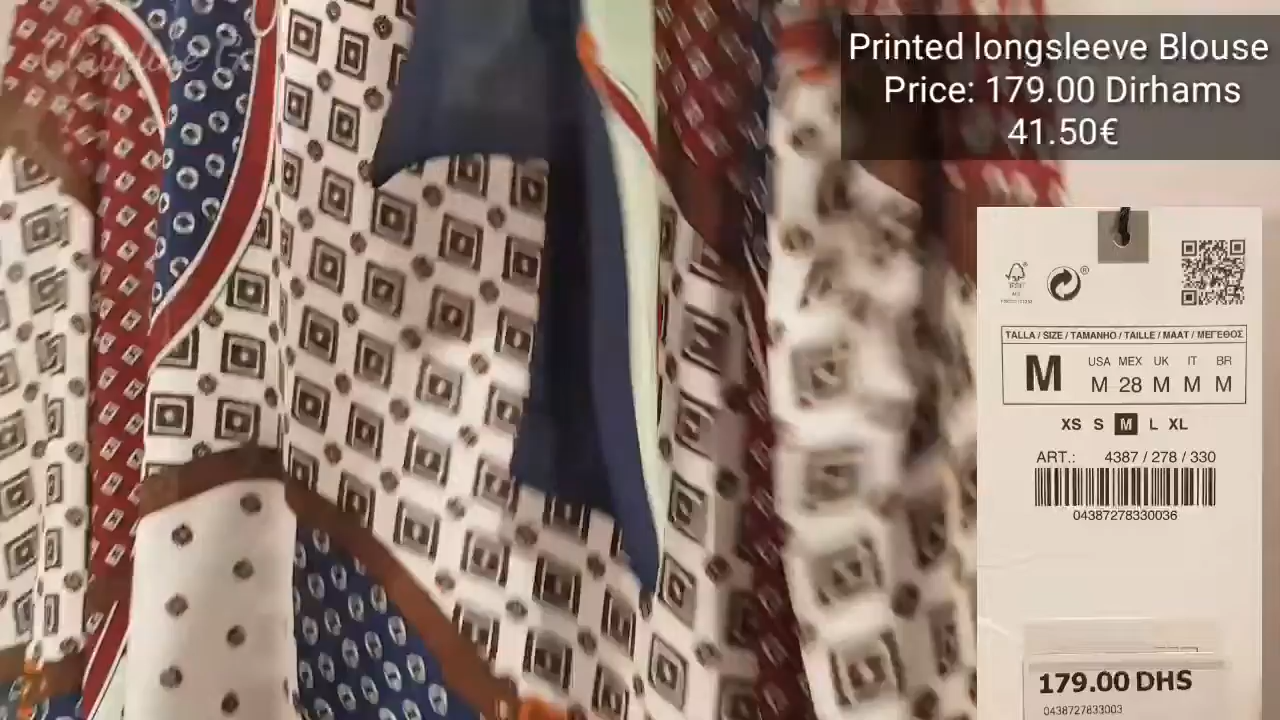 Printed longsleeve Blouse
Price: 179.00 Dirhams
41.50€
TALLA / SIZE / TAMANHO / TAILLE / MAAT / ΜΕΓΕΘΟΣ
USA MEX UK IT BR
M M 28 M M M
XS S M L XL
ART.: 4387 / 278 / 330
04387278330036
179.00 DHS
0438727833003